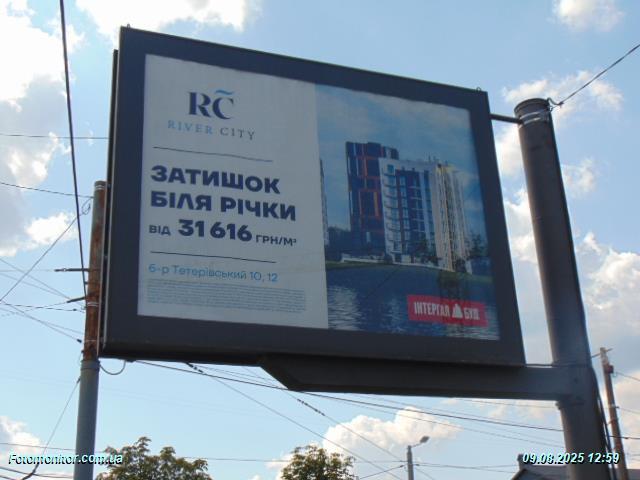 RC
RIVER CITY
ЗАТИШОК
БІЛЯ РІЧКИ
ВІД 31 616 ГРН/М²
б-р Тетерівський 10, 12
ІНТЕРГАЛ БУД
Fotomonitor.com.ua
09.08.2025 12:59